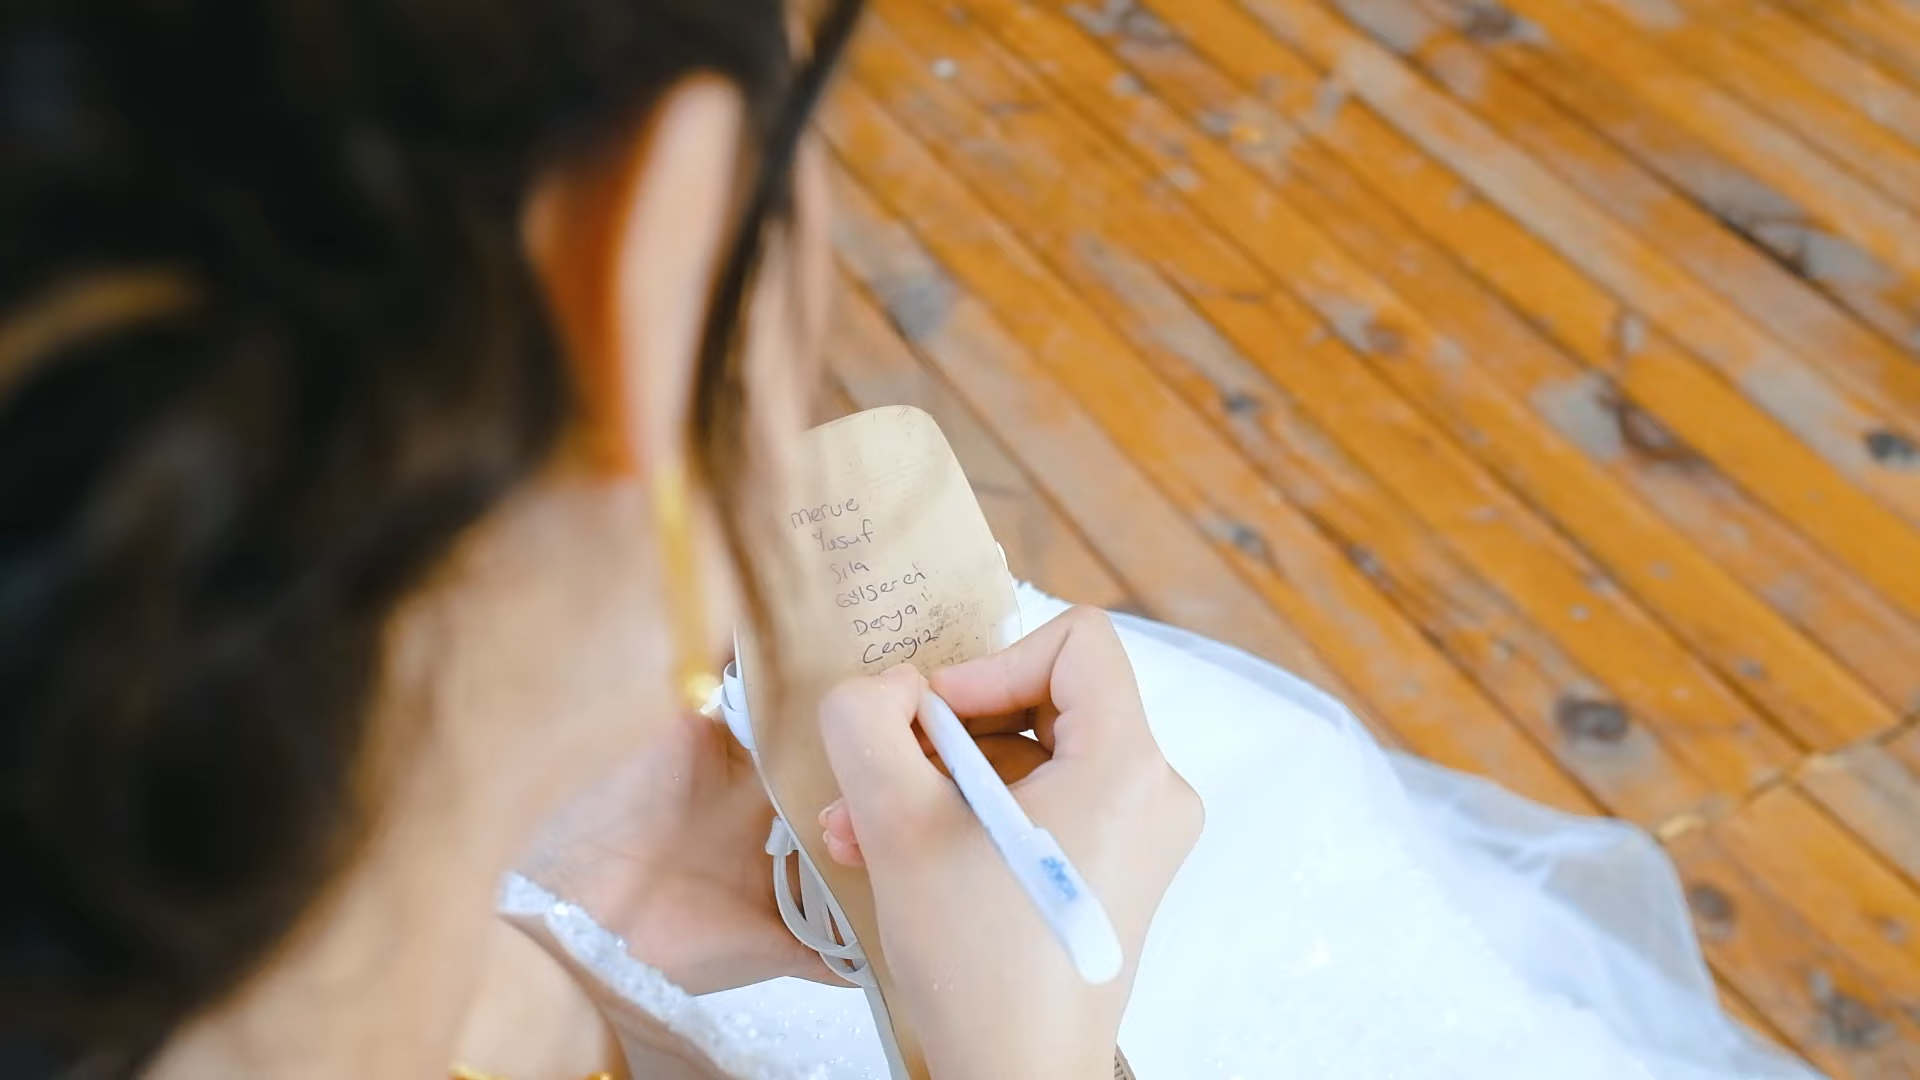 merve
Yusuf
Sıla
Gülseren
Derya
Cengiz